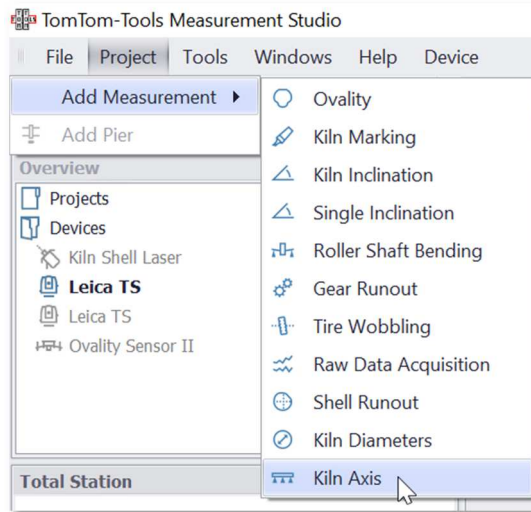 TomTom-Tools Measurement Studio
File Project Tools Windows Help Device
Add Measurement
Add Pier
Overview
Projects
Devices
Kiln Shell Laser
Leica TS
Leica TS
Ovality Sensor II
Total Station
Ovality
Kiln Marking
Kiln Inclination
Single Inclination
Roller Shaft Bending
Gear Runout
Tire Wobbling
Raw Data Acquisition
Shell Runout
Kiln Diameters
Kiln Axis